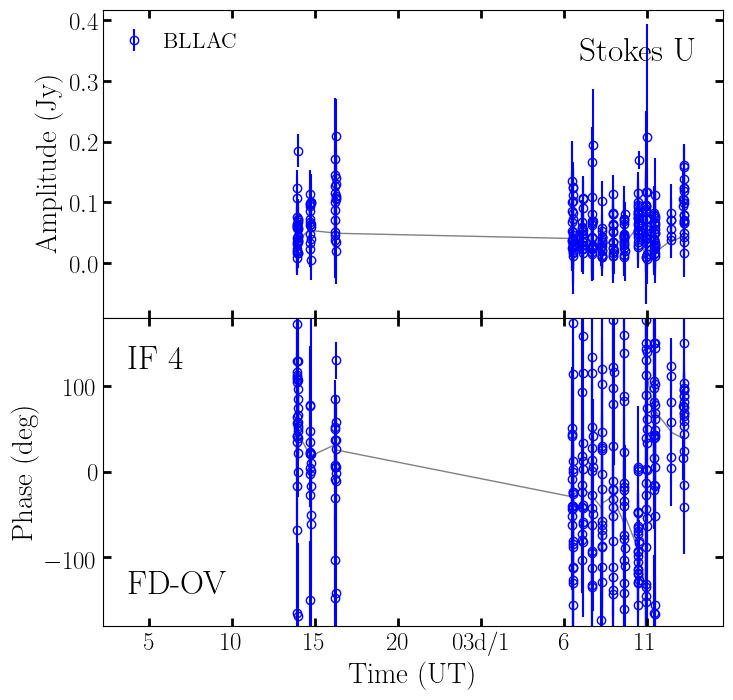 0.4
BLLAC
Stokes U
0.3
0.2
0.1
0.0
Amplitude (Jy)
IF 4
100
0
−100
Phase (deg)
FD-OV
5 10 15 20 03d/1 6 11
Time (UT)